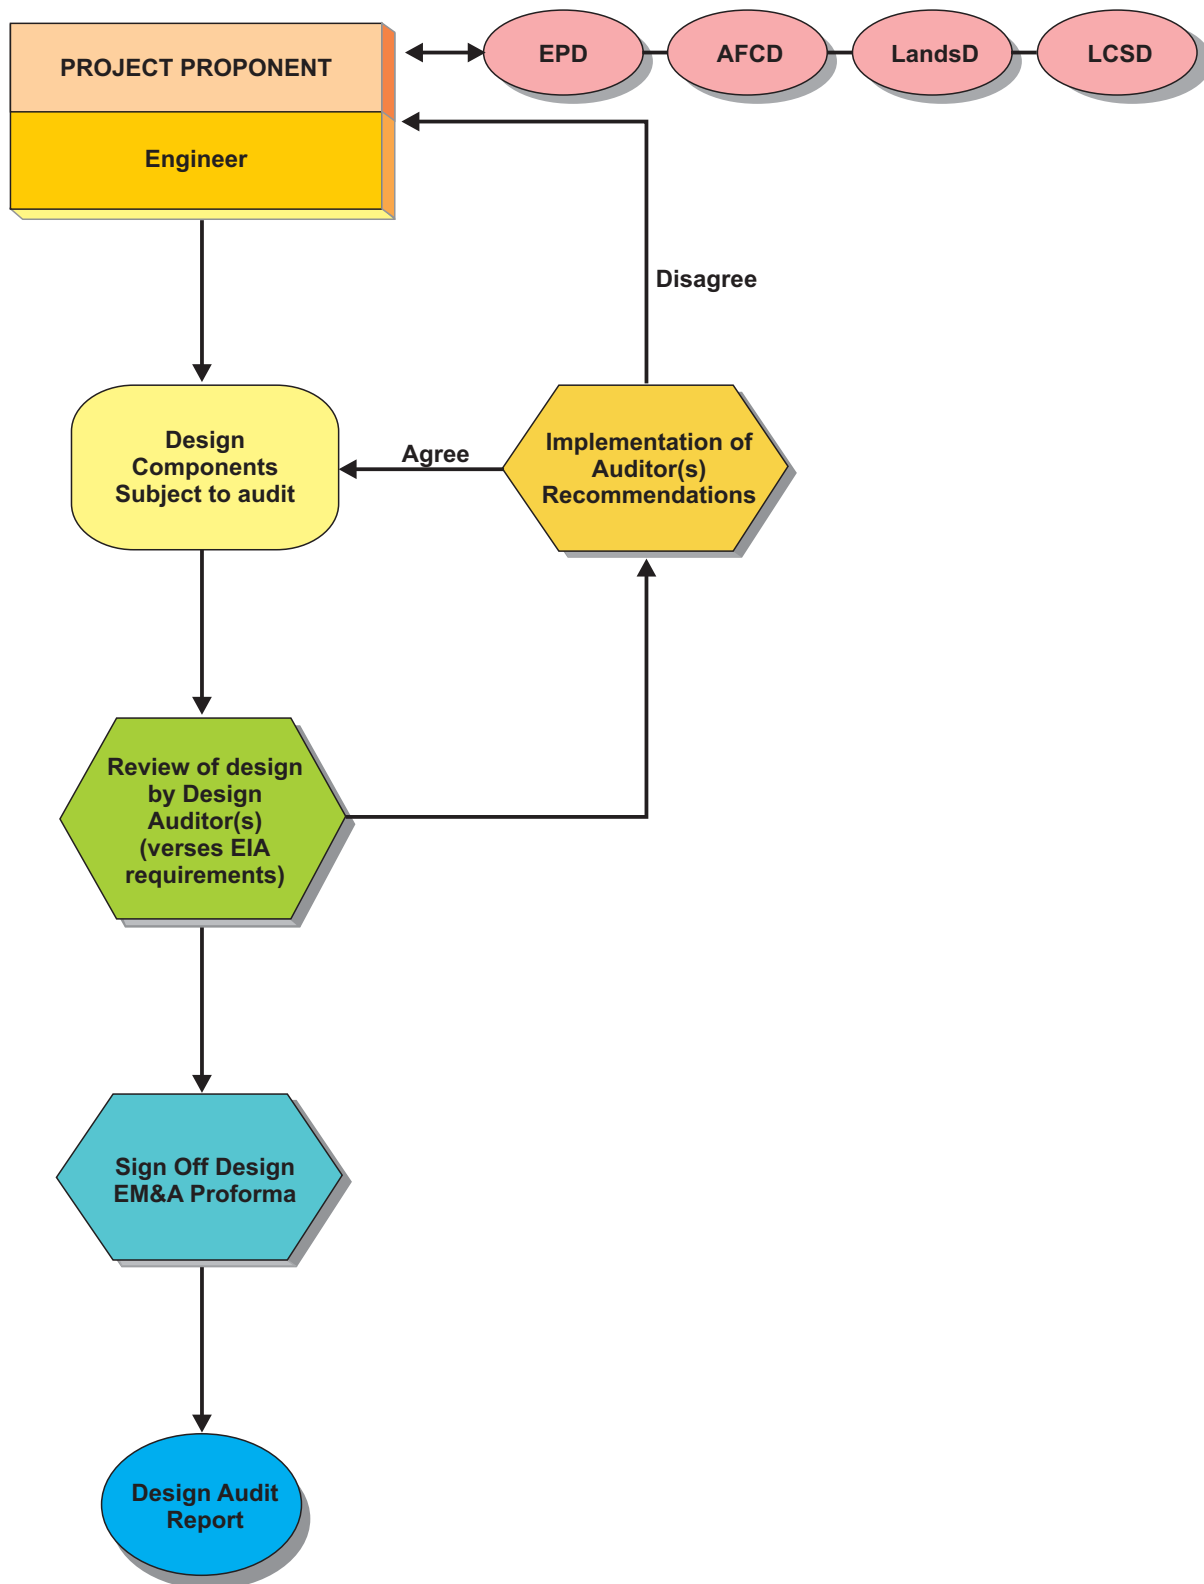 PROJECT PROPONENT
EPD
AFCD
LandsD
LCSD
Engineer
Disagree
Design
Components
Subject to audit
Agree
Implementation of
Auditor(s)
Recommendations
Review of design
by Design
Auditor(s)
(verses EIA
requirements)
Sign Off Design
EM&A Proforma
Design Audit
Report